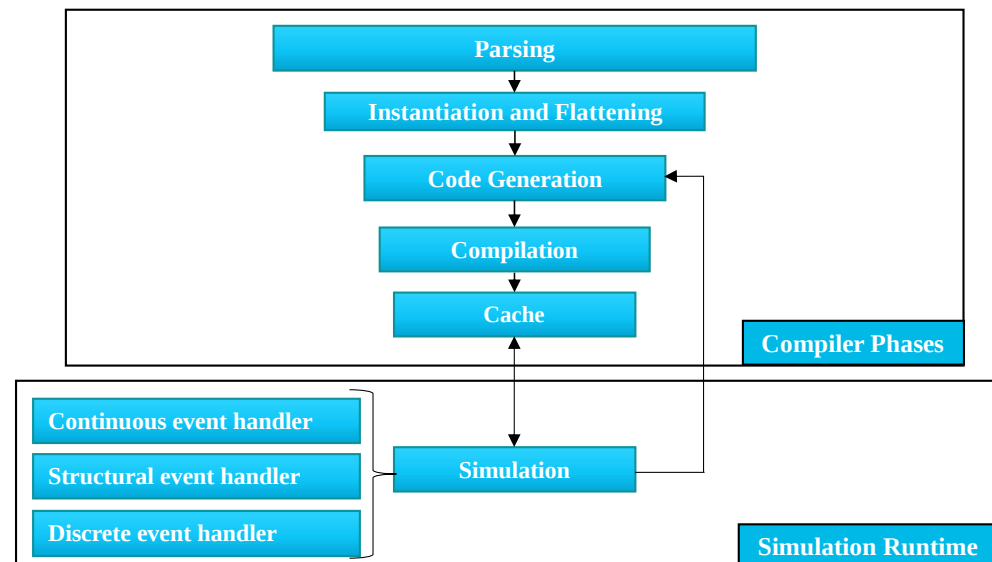 Parsing
Instantiation and Flattening
Code Generation
Compilation
Cache
Compiler Phases
Continuous event handler
Structural event handler
Discrete event handler
Simulation
Simulation Runtime